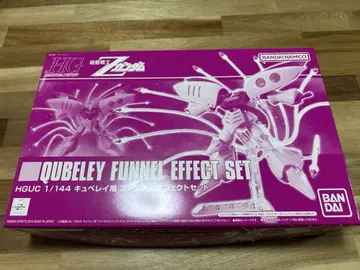 HG
UNIVERSAL CENTURY
機動戦士
Zガンダム
BANDAI NAMCO
QUBELEY FUNNEL EFFECT SET
HGUC 1/144 キュベレイ用 ファンネルエフェクトセット
BAN
DAI